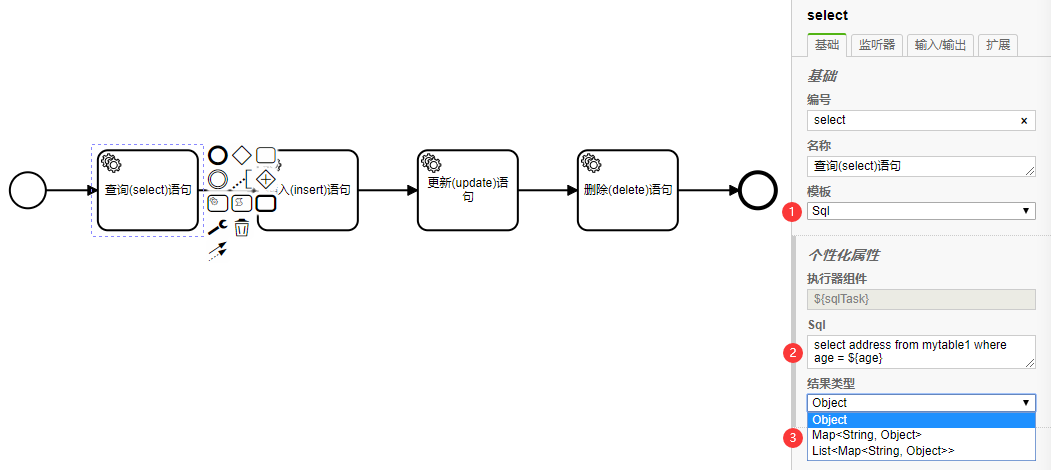 查询(select)语句
入(insert)语句
更新(update)语
句
删除(delete)语句
select
基础
监听器
输入/输出
扩展
基础
编号
select
×
名称
查询(select)语句
模板
1
Sql
个性化属性
执行器组件
${sqlTask}
Sql
2
select address from mytable1 where
age = ${age}
结果类型
Object
Object
3
Map<String, Object>
List<Map<String, Object>>